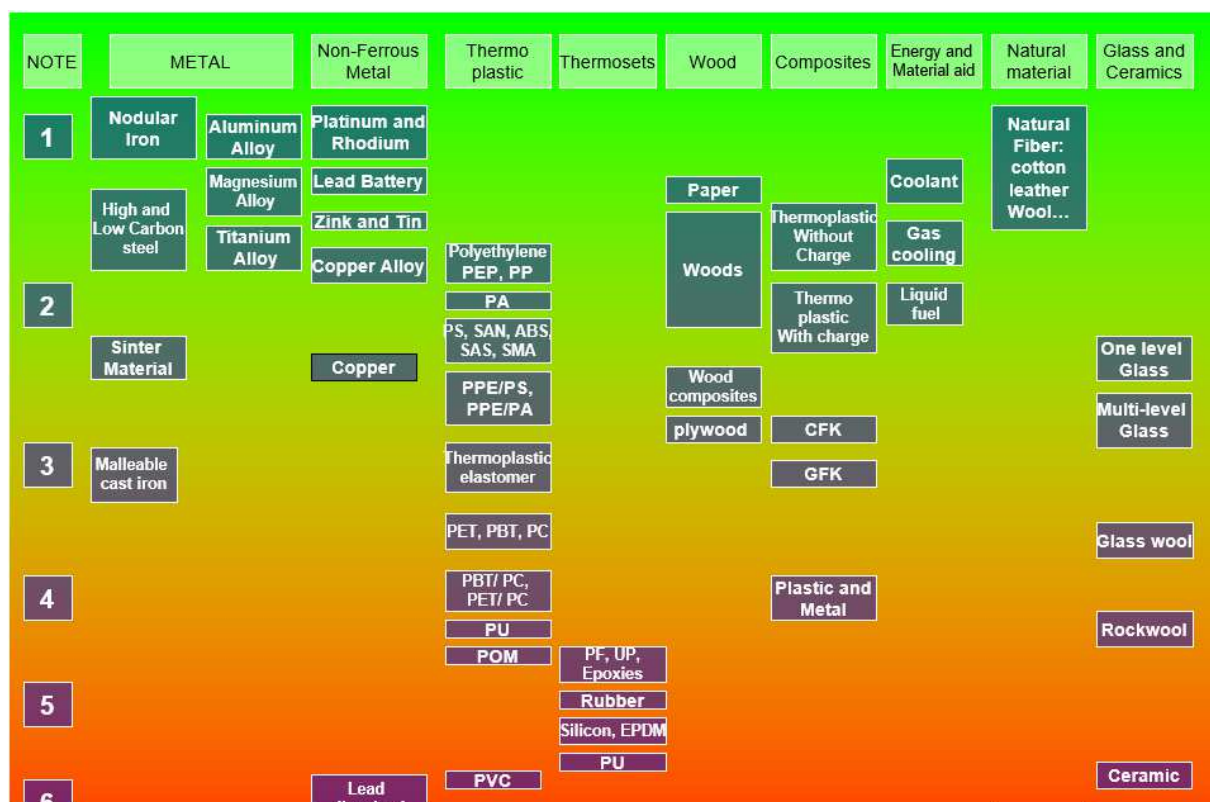 NOTE
METAL
Non-Ferrous
Metal
Thermo
plastic
Thermosets
Wood
Composites
Energy and
Material aid
Natural
material
Glass and
Ceramics
1
Nodular
Iron
Aluminum
Alloy
Platinum and
Rhodium
Natural
Fiber:
cotton
leather
Wool...
Magnesium
Alloy
Lead Battery
Paper
Coolant
High and
Low Carbon
steel
Titanium
Alloy
Zink and Tin
Copper Alloy
Polyethylene
PEP, PP
Woods
Thermoplastic
Without
Charge
Gas
cooling
2
PA
Thermo
plastic
With charge
Liquid
fuel
PS, SAN, ABS,
SAS, SMA
Sinter
Material
Copper
One level
Glass
PPE/PS,
PPE/PA
Wood
composites
Multi-level
Glass
plywood
CFK
3
Malleable
cast iron
Thermoplastic
elastomer
GFK
PET, PBT, PC
Glass wool
4
PBT/ PC,
PET/ PC
Plastic and
Metal
PU
Rockwool
POM
PF, UP,
Epoxies
5
Rubber
Silicon, EPDM
PU
PVC
Ceramic
6
Lead